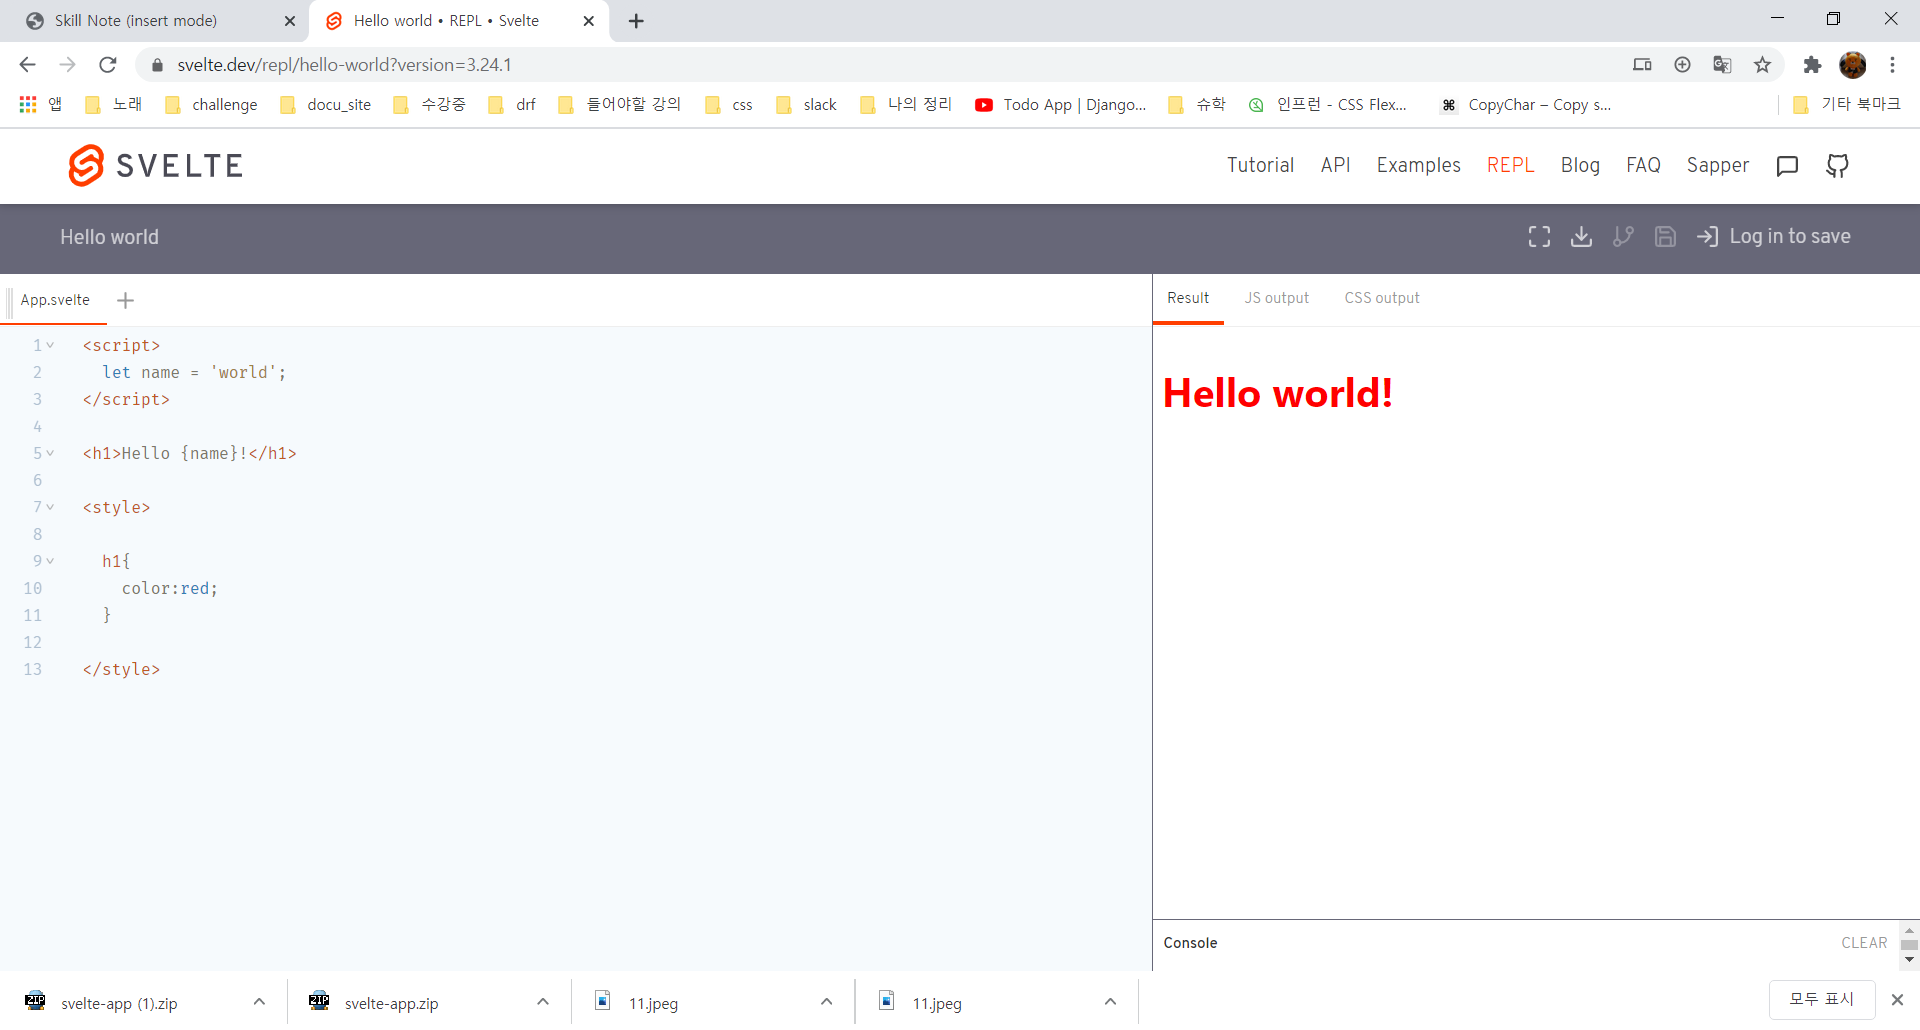 Skill Note (insert mode)
Hello world • REPL • Svelte
svelte.dev/repl/hello-world?version=3.24.1
앱 노래 challenge docu_site 수강중 drf 들어야할 강의 css slack 나의 정리 Todo App | Django... 슈학 인프런 - CSS Flex... CopyChar – Copy s... 기타 북마크
SVELTE
Tutorial API Examples REPL Blog FAQ Sapper
Hello world
Log in to save
App.svelte
1 <script>
2 let name = 'world';
3 </script>
4
5 <h1>Hello {name}!</h1>
6
7 <style>
8
9 h1{
10 color:red;
11 }
12
13 </style>
Result JS output CSS output
Hello world!
Console CLEAR
ZIP svelte-app (1).zip ZIP svelte-app.zip 11.jpeg 11.jpeg 모두 표시